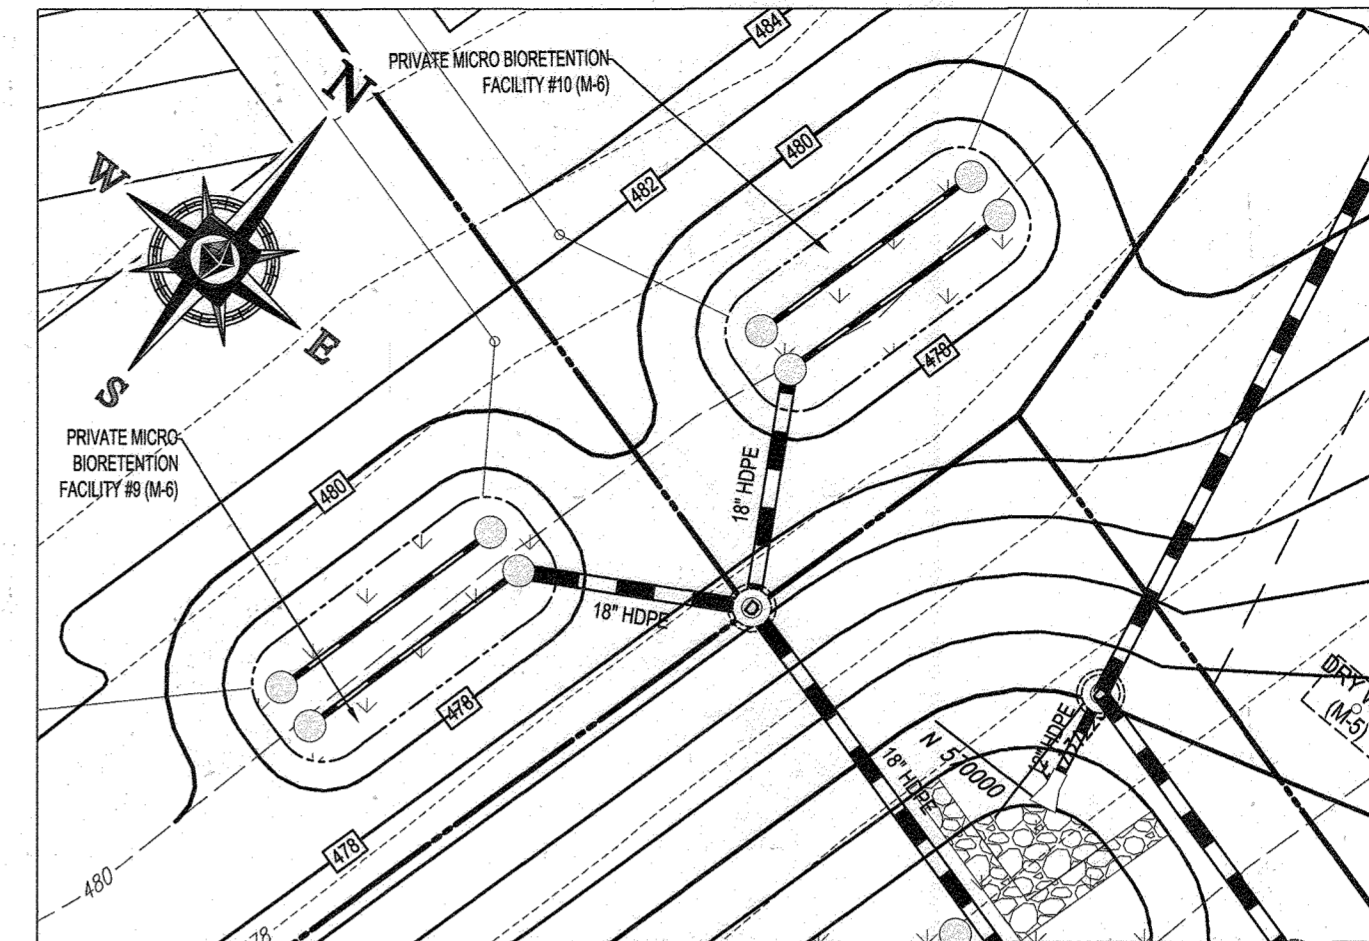 484
PRIVATE MICRO BIORETENTION
FACILITY #10 (M-6)
N
W
E
S
480
482
478
PRIVATE MICRO
BIORETENTION
FACILITY #9 (M-6)
480
18" HDPE
18" HDPE
D
478
18" HDPE
N 570000
DRY
(M-5)
478
480
78